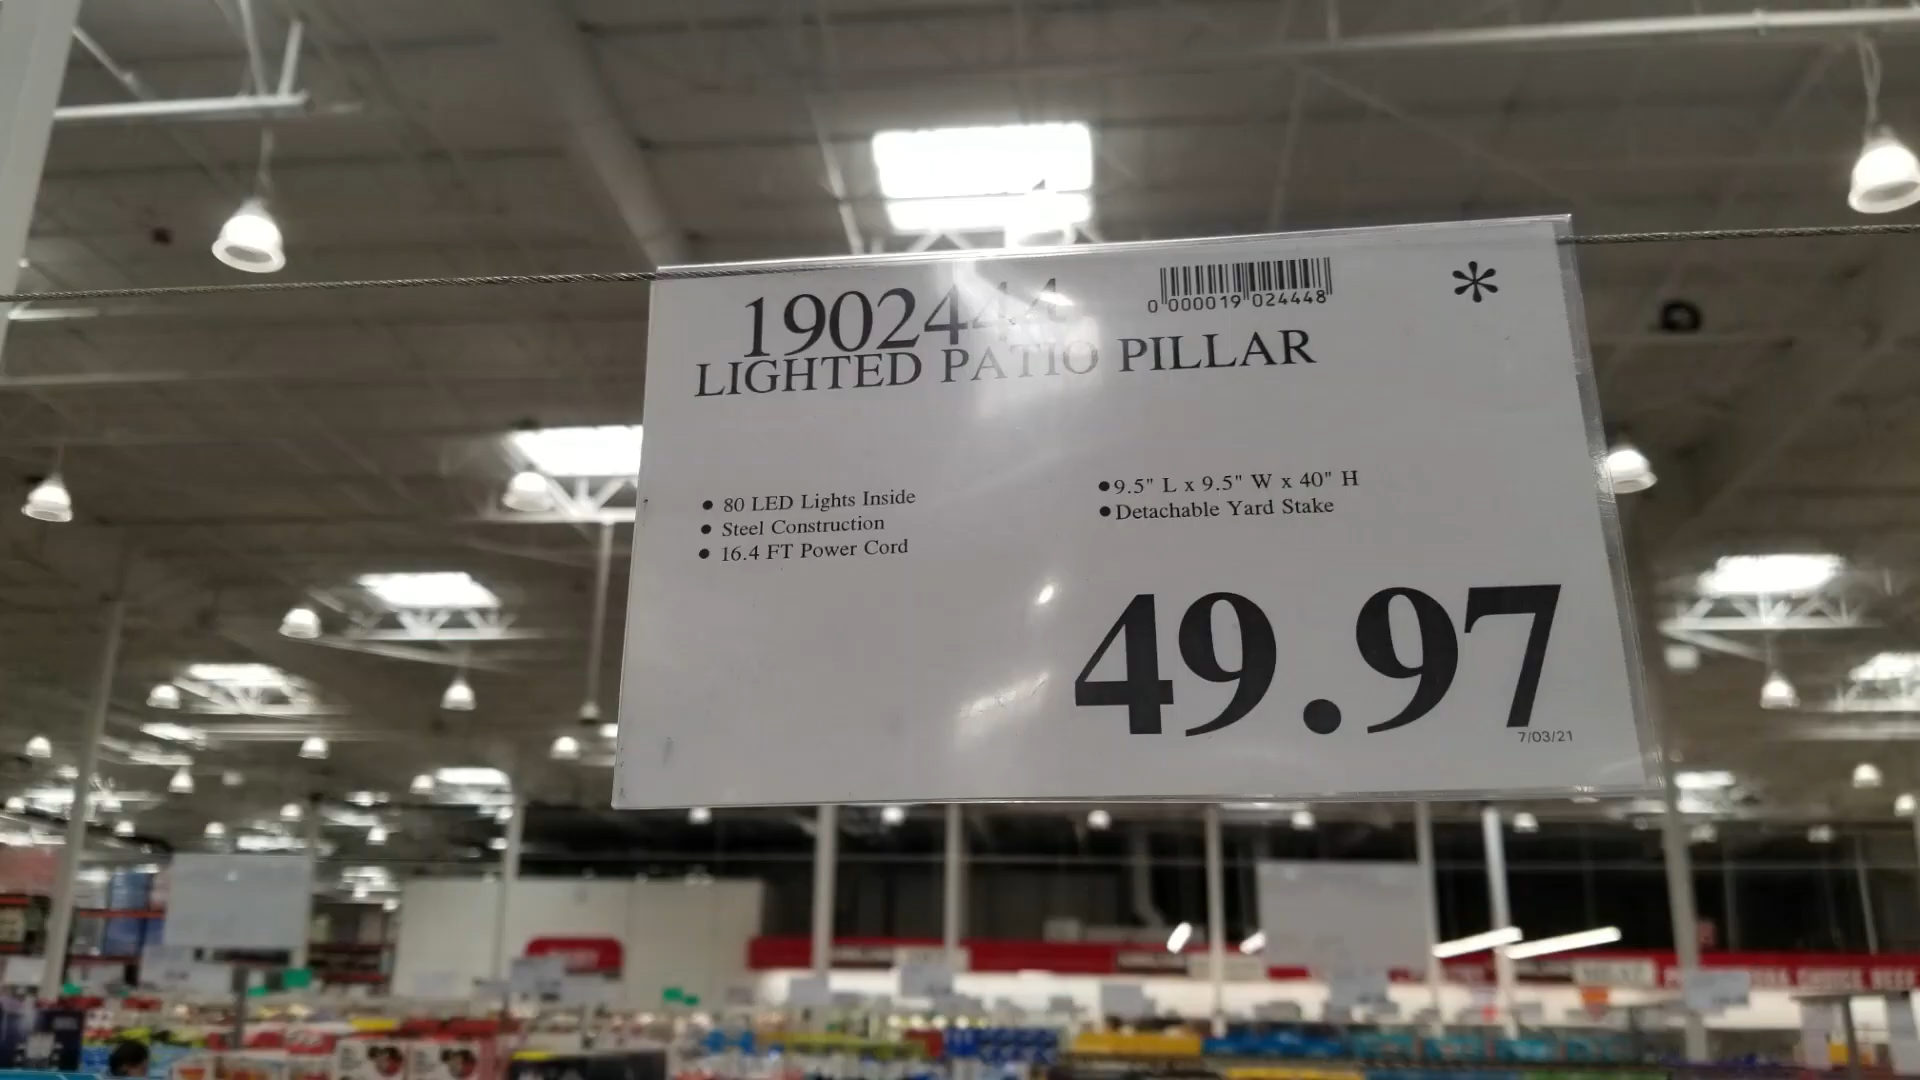 1902444
0 000019 024448
*
LIGHTED PATIO PILLAR
• 80 LED Lights Inside
• Steel Construction
• 16.4 FT Power Cord
• 9.5" L x 9.5" W x 40" H
• Detachable Yard Stake
49.97
7/03/21